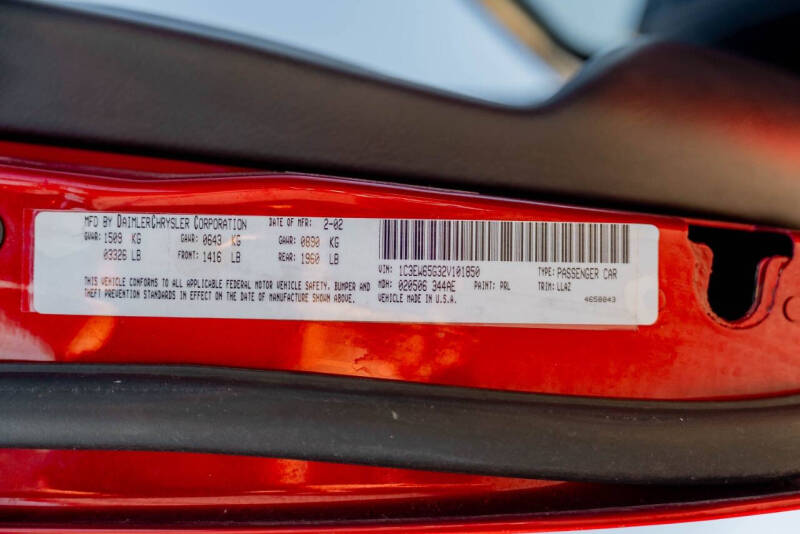 MFD BY DAIMLERCHRYSLER CORPORATION DATE OF MFR: 2-02
GVWR: 1509 KG GAWR: 0643 KG GAWR: 0890 KG
03326 LB FRONT: 1416 LB REAR: 1960 LB
THIS VEHICLE CONFORMS TO ALL APPLICABLE FEDERAL MOTOR VEHICLE SAFETY, BUMPER AND
THEFT PREVENTION STANDARDS IN EFFECT ON THE DATE OF MANUFACTURE SHOWN ABOVE.
VIN: 1C3EW65G32V101850 TYPE: PASSENGER CAR
MDH: 020506 344AE PAINT: PRL TRIM: LLAZ
VEHICLE MADE IN U.S.A. 4658043